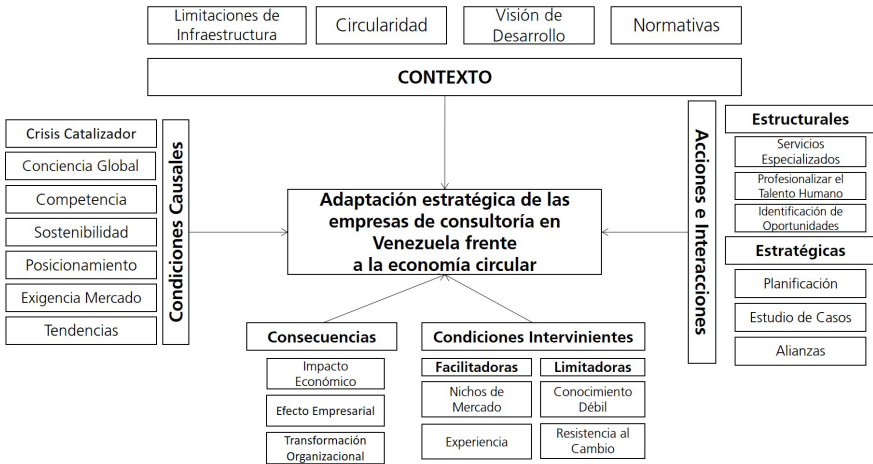 Limitaciones de
Infraestructura
Circularidad
Visión de
Desarrollo
Normativas
CONTEXTO
Crisis Catalizador
Conciencia Global
Competencia
Sostenibilidad
Posicionamiento
Exigencia Mercado
Tendencias
Condiciones Causales
Adaptación estratégica de las
empresas de consultoría en
Venezuela frente
a la economía circular
Acciones e Interacciones
Estructurales
Servicios
Especializados
Profesionalizar el
Talento Humano
Identificación de
Oportunidades
Estratégicas
Planificación
Estudio de Casos
Alianzas
Consecuencias
Impacto
Económico
Efecto Empresarial
Transformación
Organizacional
Condiciones Intervinientes
Facilitadoras
Nichos de
Mercado
Experiencia
Limitadoras
Conocimiento
Débil
Resistencia al
Cambio